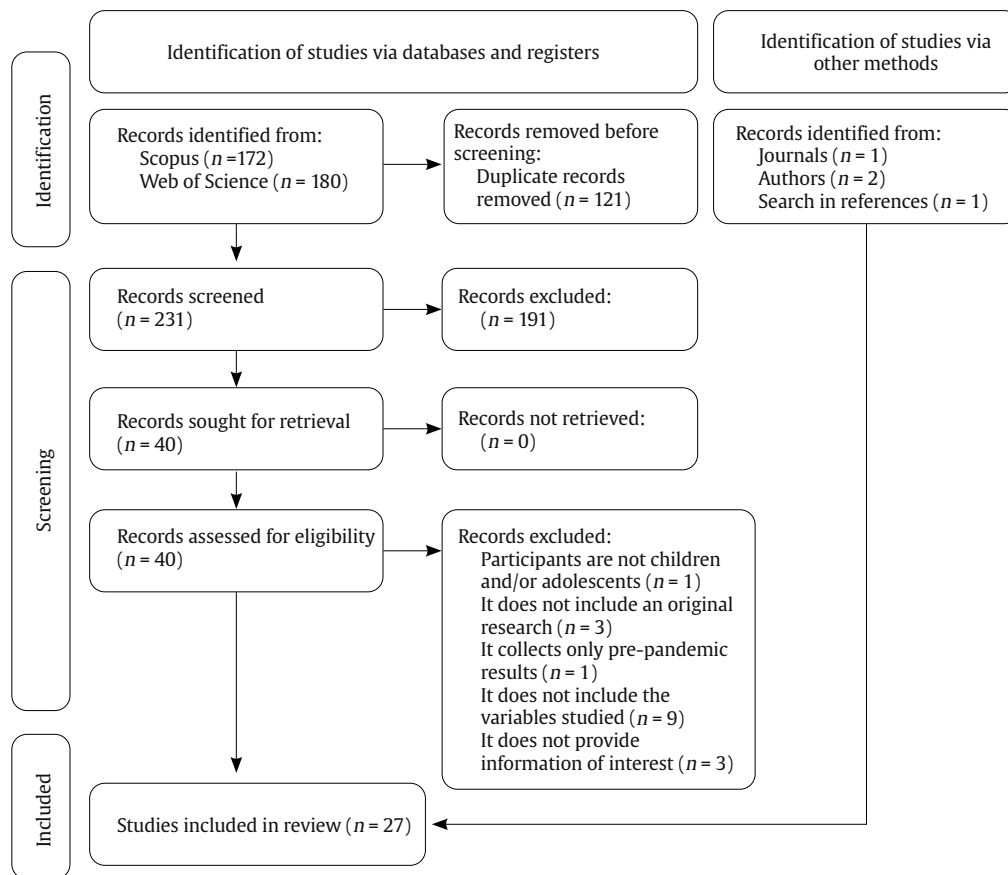 Identification of studies via databases and registers
Identification of studies via
other methods
Identification
Records identified from:
Scopus (n =172)
Web of Science (n = 180)
Records removed before
screening:
Duplicate records
removed (n = 121)
Records identified from:
Journals (n = 1)
Authors (n = 2)
Search in references (n = 1)
Screening
Records screened
(n = 231)
Records excluded:
(n = 191)
Records sought for retrieval
(n = 40)
Records not retrieved:
(n = 0)
Records assessed for eligibility
(n = 40)
Records excluded:
Participants are not children
and/or adolescents (n = 1)
It does not include an original
research (n = 3)
It collects only pre-pandemic
results (n = 1)
It does not include the
variables studied (n = 9)
It does not provide
information of interest (n = 3)
Included
Studies included in review (n = 27)